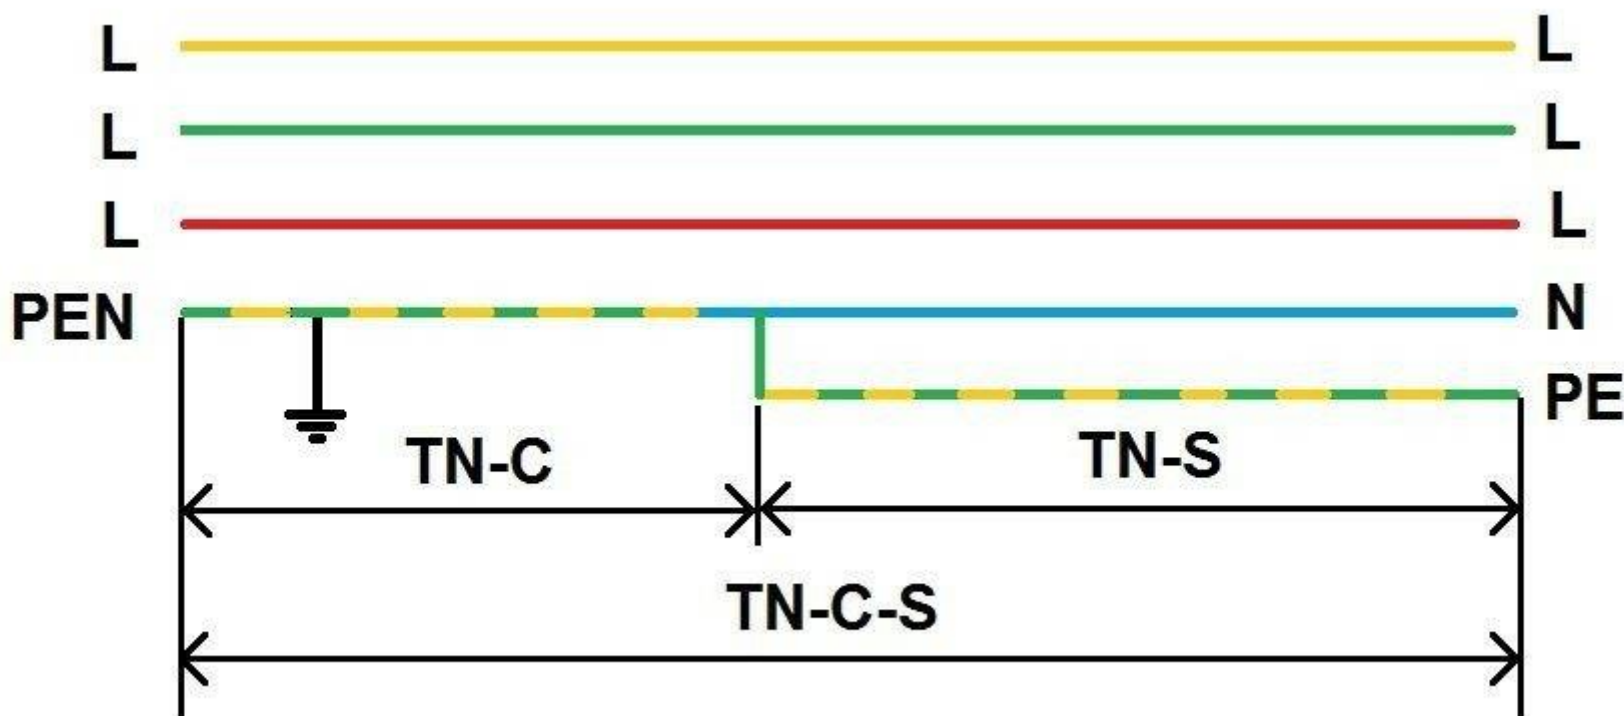 L L
L L
L L
PEN N
PE
TN-C TN-S
TN-C-S